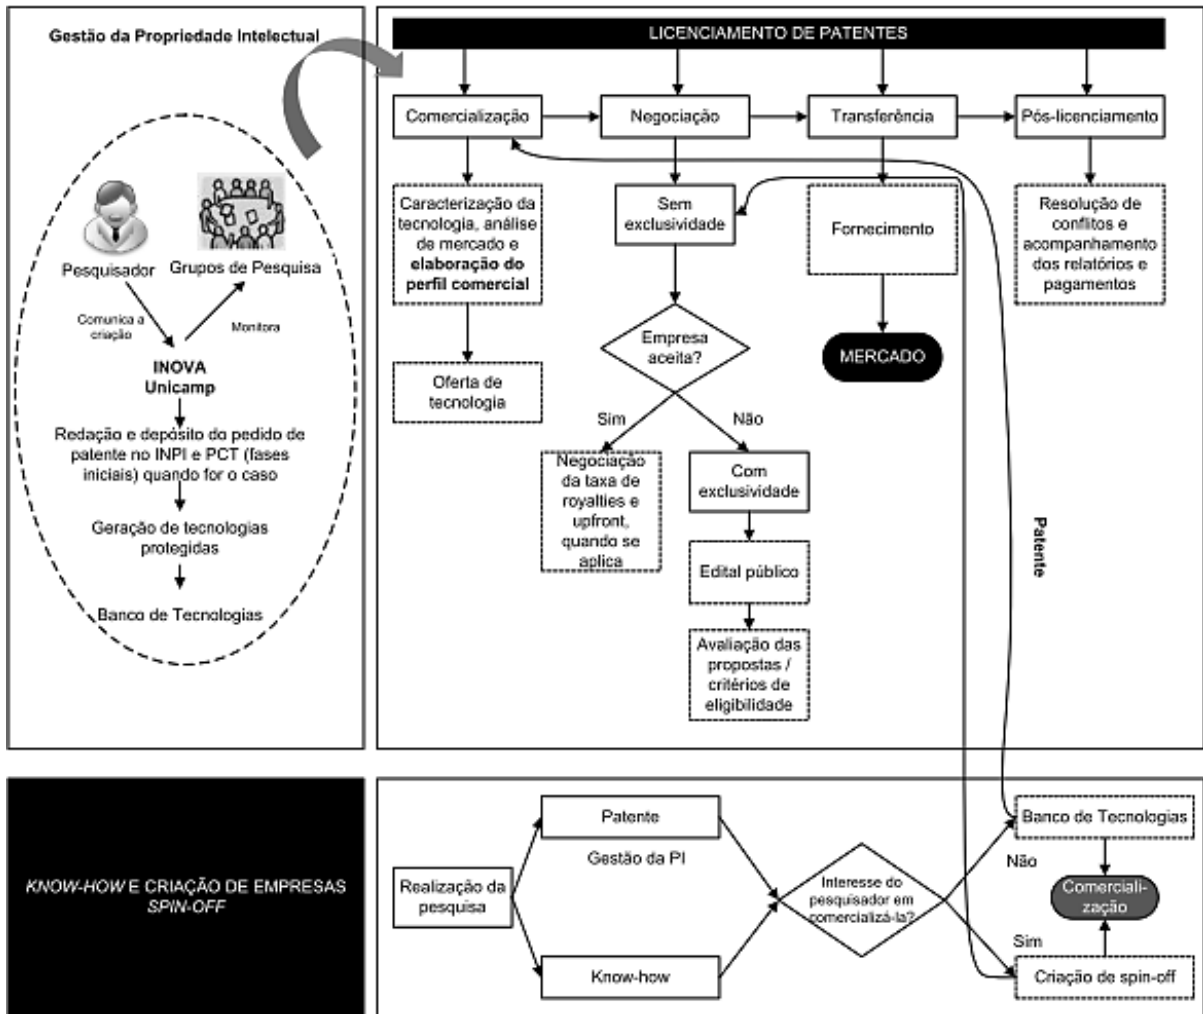 Gestão da Propriedade Intelectual
Pesquisador
Grupos de Pesquisa
Comunica a
criação
Monitora
INOVA
Unicamp
Redação e depósito do pedido de
patente no INPI e PCT (fases
iniciais) quando for o caso
Geração de tecnologias
protegidas
Banco de Tecnologias
LICENCIAMENTO DE PATENTES
Comercialização
Negociação
Transferência
Pós-licenciamento
Caracterização da
tecnologia, análise
de mercado e
elaboração do
perfil comercial
Oferta de
tecnologia
Sem
exclusividade
Empresa
aceita?
Sim
Não
Negociação
da taxa de
royalties e
upfront,
quando se
aplica
Com
exclusividade
Edital público
Avaliação das
propostas /
critérios de
eligibilidade
Fornecimento
MERCADO
Resolução de
conflitos e
acompanhamento
dos relatórios e
pagamentos
Patente
KNOW-HOW E CRIAÇÃO DE EMPRESAS
SPIN-OFF
Realização da
pesquisa
Patente
Gestão da PI
Know-how
Interesse do
pesquisador em
comercializá-la?
Banco de Tecnologias
Não
Comerciali-
zação
Sim
Criação de spin-off